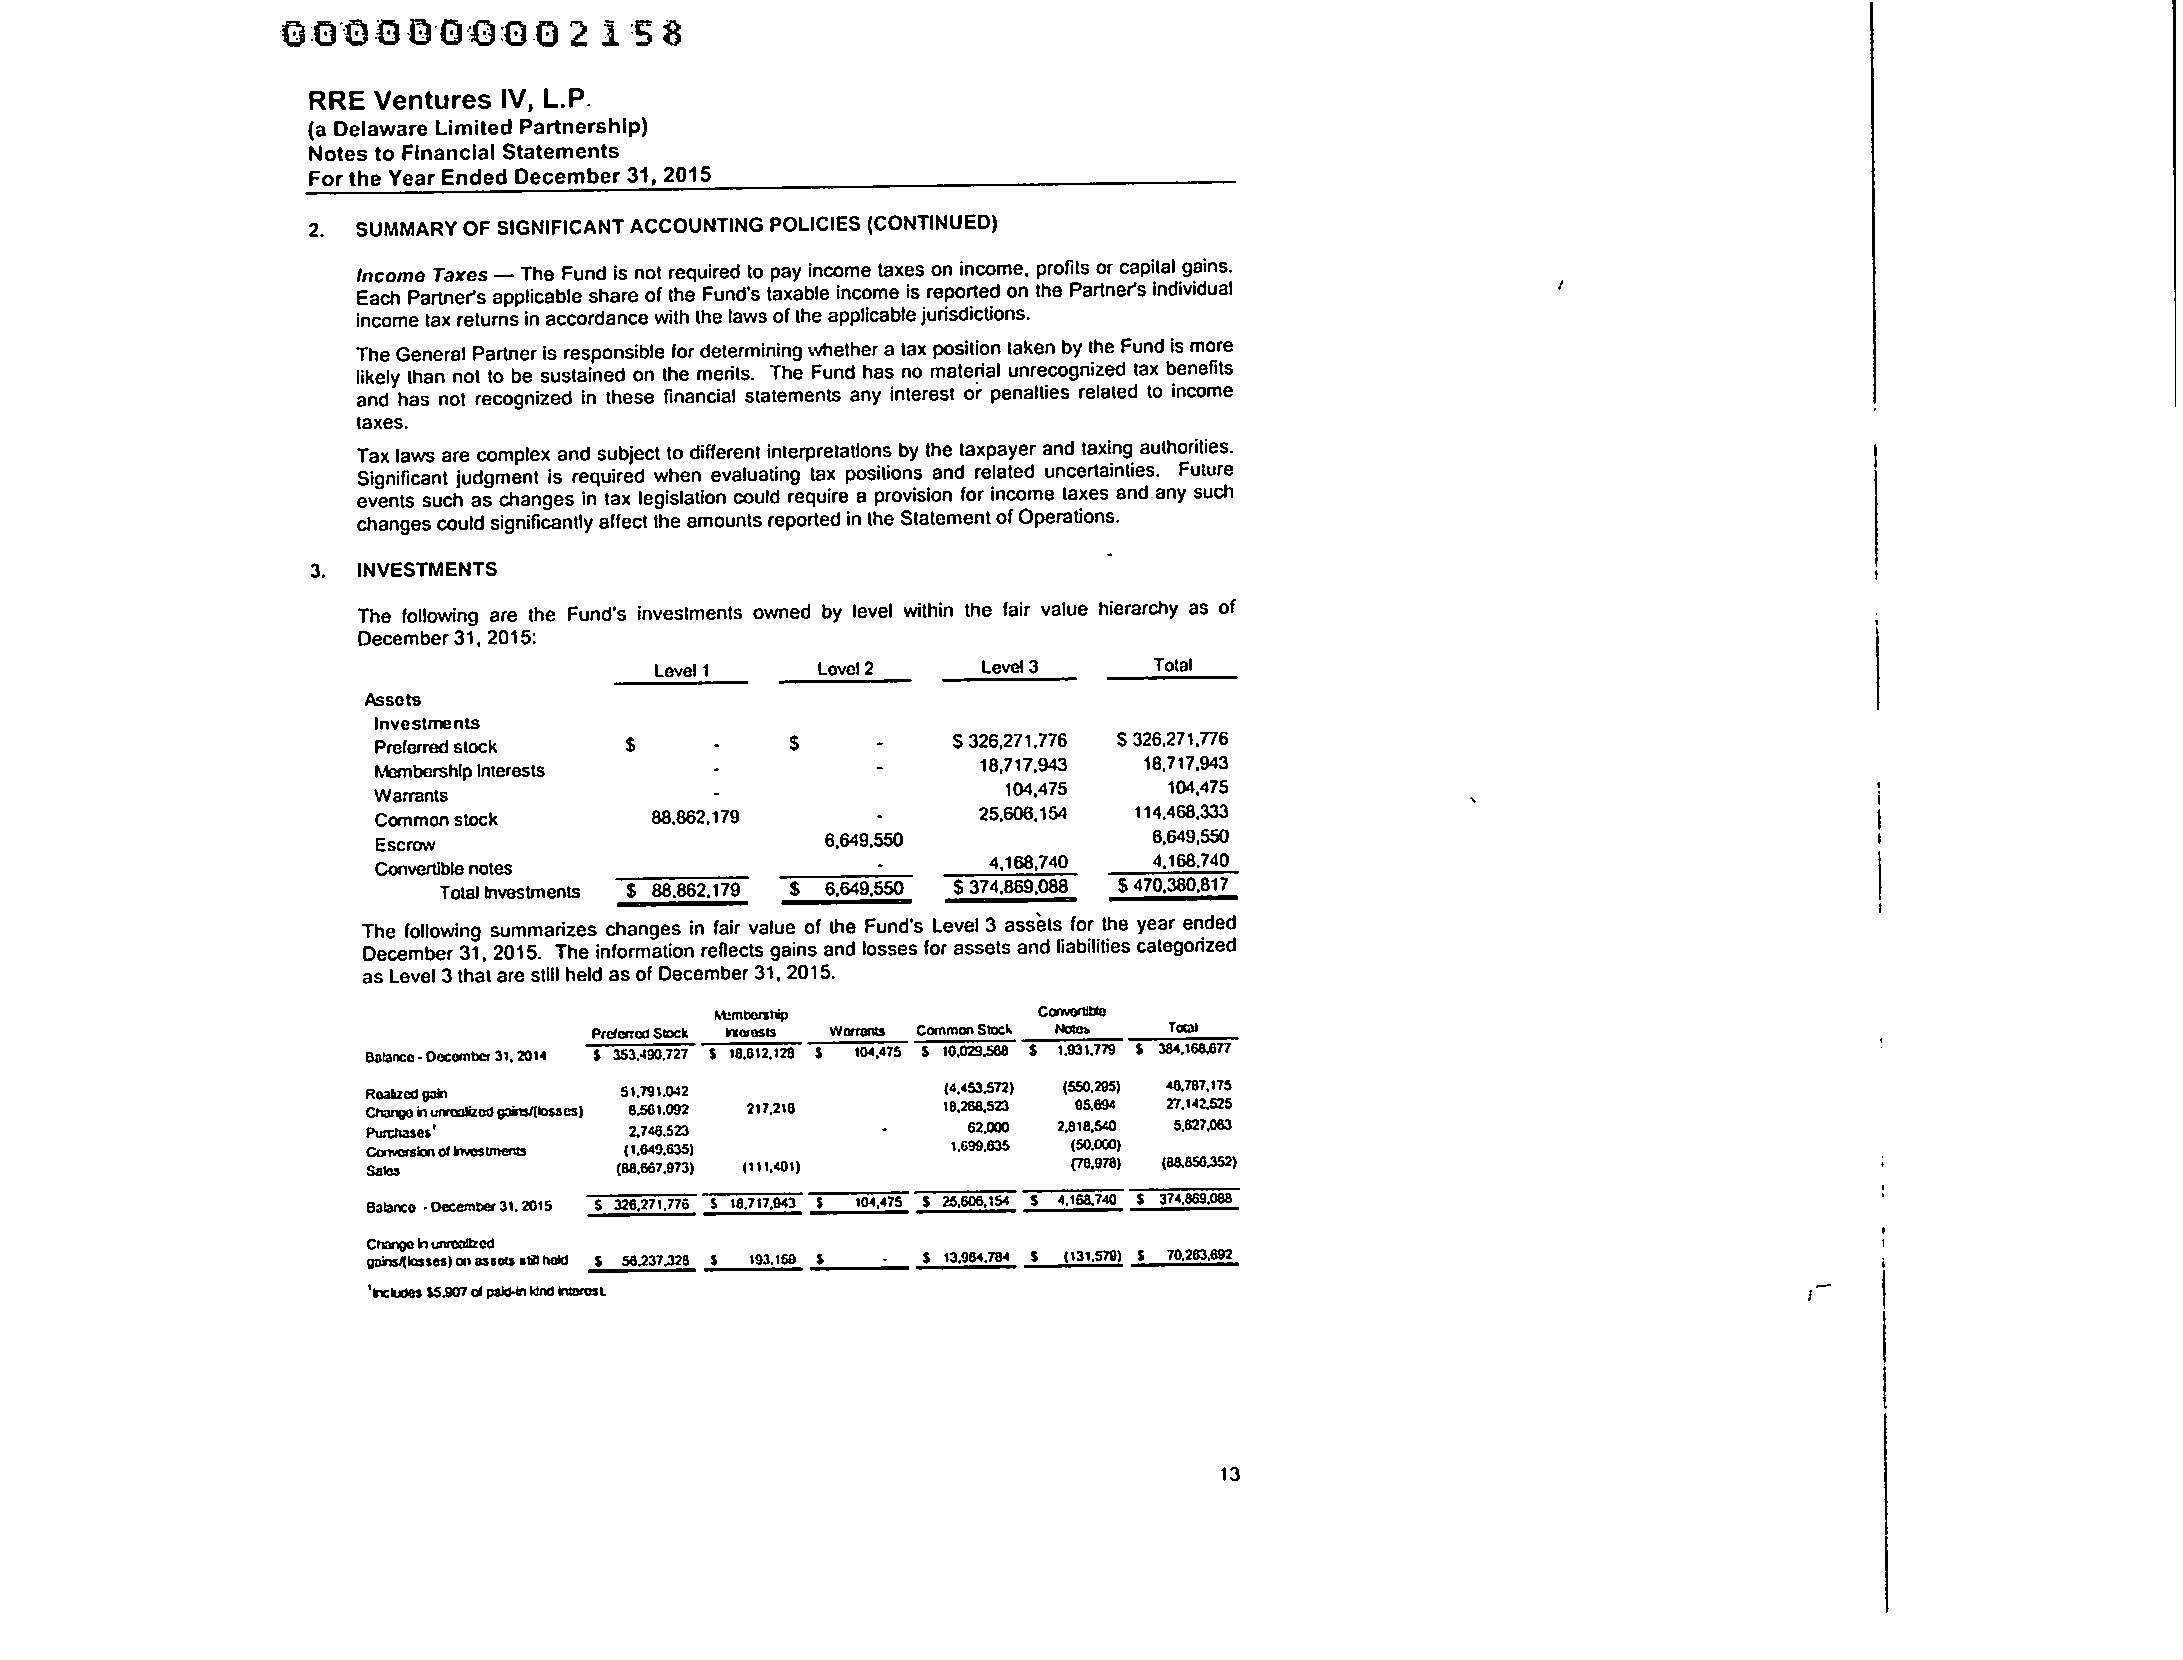 0000000002158
RRE Ventures IV, L.P.
(a Delaware Limited Partnership)
Notes to Financial Statements
For the Year Ended December 31, 2015
2. SUMMARY OF SIGNIFICANT ACCOUNTING POLICIES (CONTINUED)
Income Taxes — The Fund is not required to pay income taxes on income, profits or capital gains.
Each Partner's applicable share of the Fund's taxable income is reported on the Partner's individual
income tax returns in accordance with the laws of the applicable jurisdictions.
The General Partner is responsible for determining whether a tax position taken by the Fund is more
likely than not to be sustained on the merits. The Fund has no material unrecognized tax benefits
and has not recognized in these financial statements any interest or penalties related to income
taxes.
Tax laws are complex and subject to different interpretations by the taxpayer and taxing authorities.
Significant judgment is required when evaluating tax positions and related uncertainties. Future
events such as changes in tax legislation could require a provision for income taxes and any such
changes could significantly affect the amounts reported in the Statement of Operations.
3. INVESTMENTS
The following are the Fund's investments owned by level within the fair value hierarchy as of
December 31, 2015:
Level 1 Level 2 Level 3 Total
Assets
Investments
Preferred stock $ - $ - $ 326,271,776 $ 326,271,776
Membership Interests - - 18,717,943 18,717,943
Warrants - 104,475 104,475
Common stock 88,862,179 - 25,606,154 114,468,333
Escrow 6,649,550 6,649,550
Convertible notes - 4,168,740 4,168,740
Total Investments $ 88,862,179 $ 6,649,550 $ 374,869,088 $ 470,380,817
The following summarizes changes in fair value of the Fund's Level 3 assets for the year ended
December 31, 2015. The information reflects gains and losses for assets and liabilities categorized
as Level 3 that are still held as of December 31, 2015.
Membership Convertible
Preferred Stock Interests Warrants Common Stock Notes Total
Balance - December 31, 2014 $ 353,490,727 $ 18,612,128 $ 104,475 $ 10,029,568 $ 1,931,779 $ 384,168,677
Realized gain 51,791,042 (4,453,572) (550,295) 46,787,175
Change in unrealized gains/(losses) 8,561,092 217,216 18,268,523 95,694 27,142,525
Purchases¹ 2,746,523 - 62,000 2,818,540 5,627,063
Conversion of Investments (1,649,635) 1,699,635 (50,000)
Sales (88,667,973) (111,401) (76,978) (88,856,352)
Balance - December 31, 2015 $ 326,271,776 $ 18,717,943 $ 104,475 $ 25,606,154 $ 4,168,740 $ 374,869,088
Change in unrealized
gains/(losses) on assets still held $ 56,237,328 $ 193,159 $ - $ 13,964,784 $ (131,579) $ 70,263,692
¹Includes $5,907 of paid-in kind interest.
13